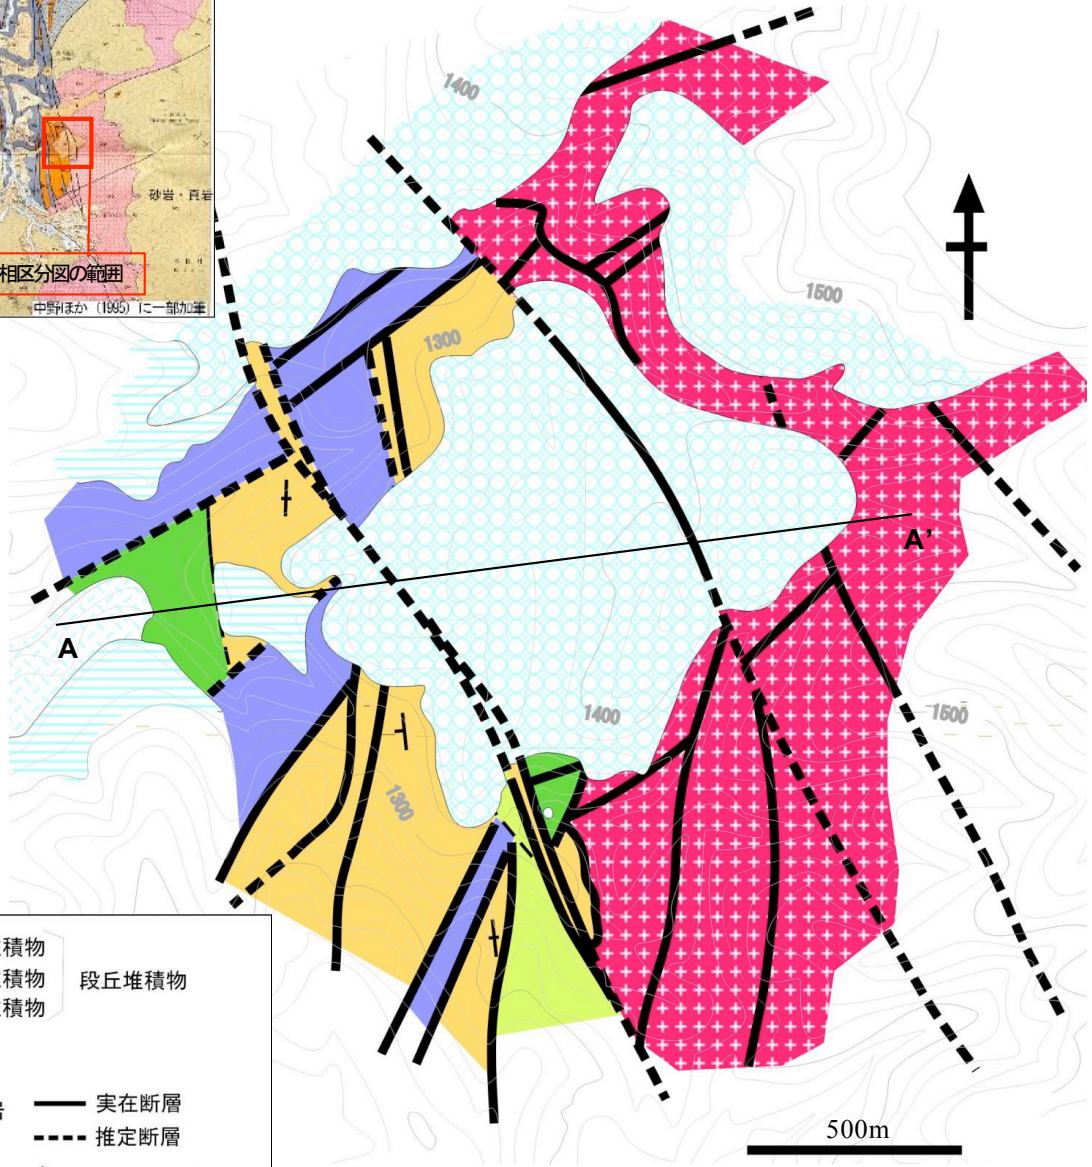 砂岩・頁岩
相区分図の範囲
中野ほか (1995) に一部加筆
1400
1500
1300
A'
A
1400
1500
1300
積物
積物
段丘堆積物
積物
実在断層
推定断層
500m